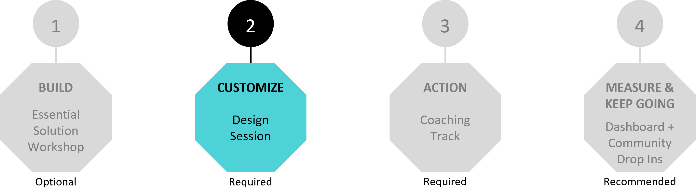 1
BUILD
Essential
Solution
Workshop
Optional
2
CUSTOMIZE
Design
Session
Required
3
ACTION
Coaching
Track
Required
4
MEASURE &
KEEP GOING
Dashboard +
Community
Drop Ins
Recommended